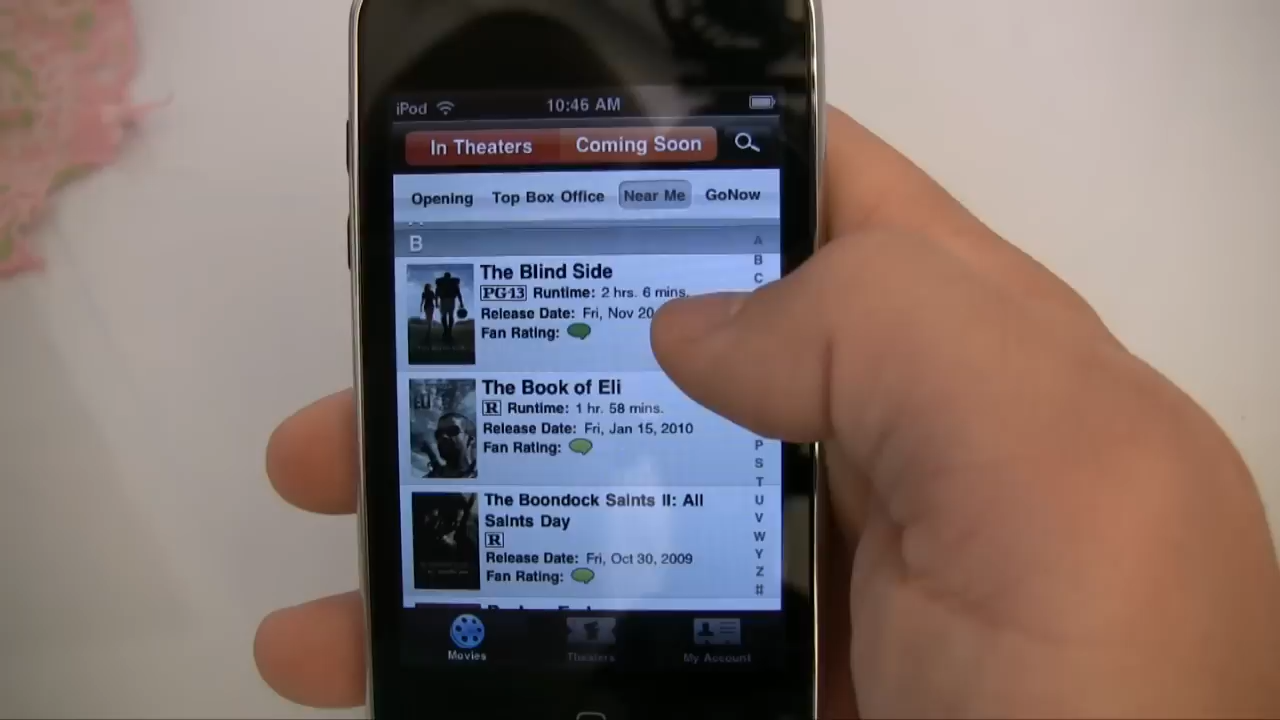 iPod 10:46 AM
In Theaters Coming Soon
Opening Top Box Office Near Me GoNow
B
A
B
C
The Blind Side
PG-13 Runtime: 2 hrs. 6 mins.
Release Date: Fri, Nov 20
Fan Rating:
The Book of Eli
R Runtime: 1 hr. 58 mins.
Release Date: Fri, Jan 15, 2010
Fan Rating:
ELI
The Boondock Saints II: All
Saints Day
R
Release Date: Fri, Oct 30, 2009
Fan Rating:
P
S
T
U
V
W
Y
Z
#
Movies Theaters My Account